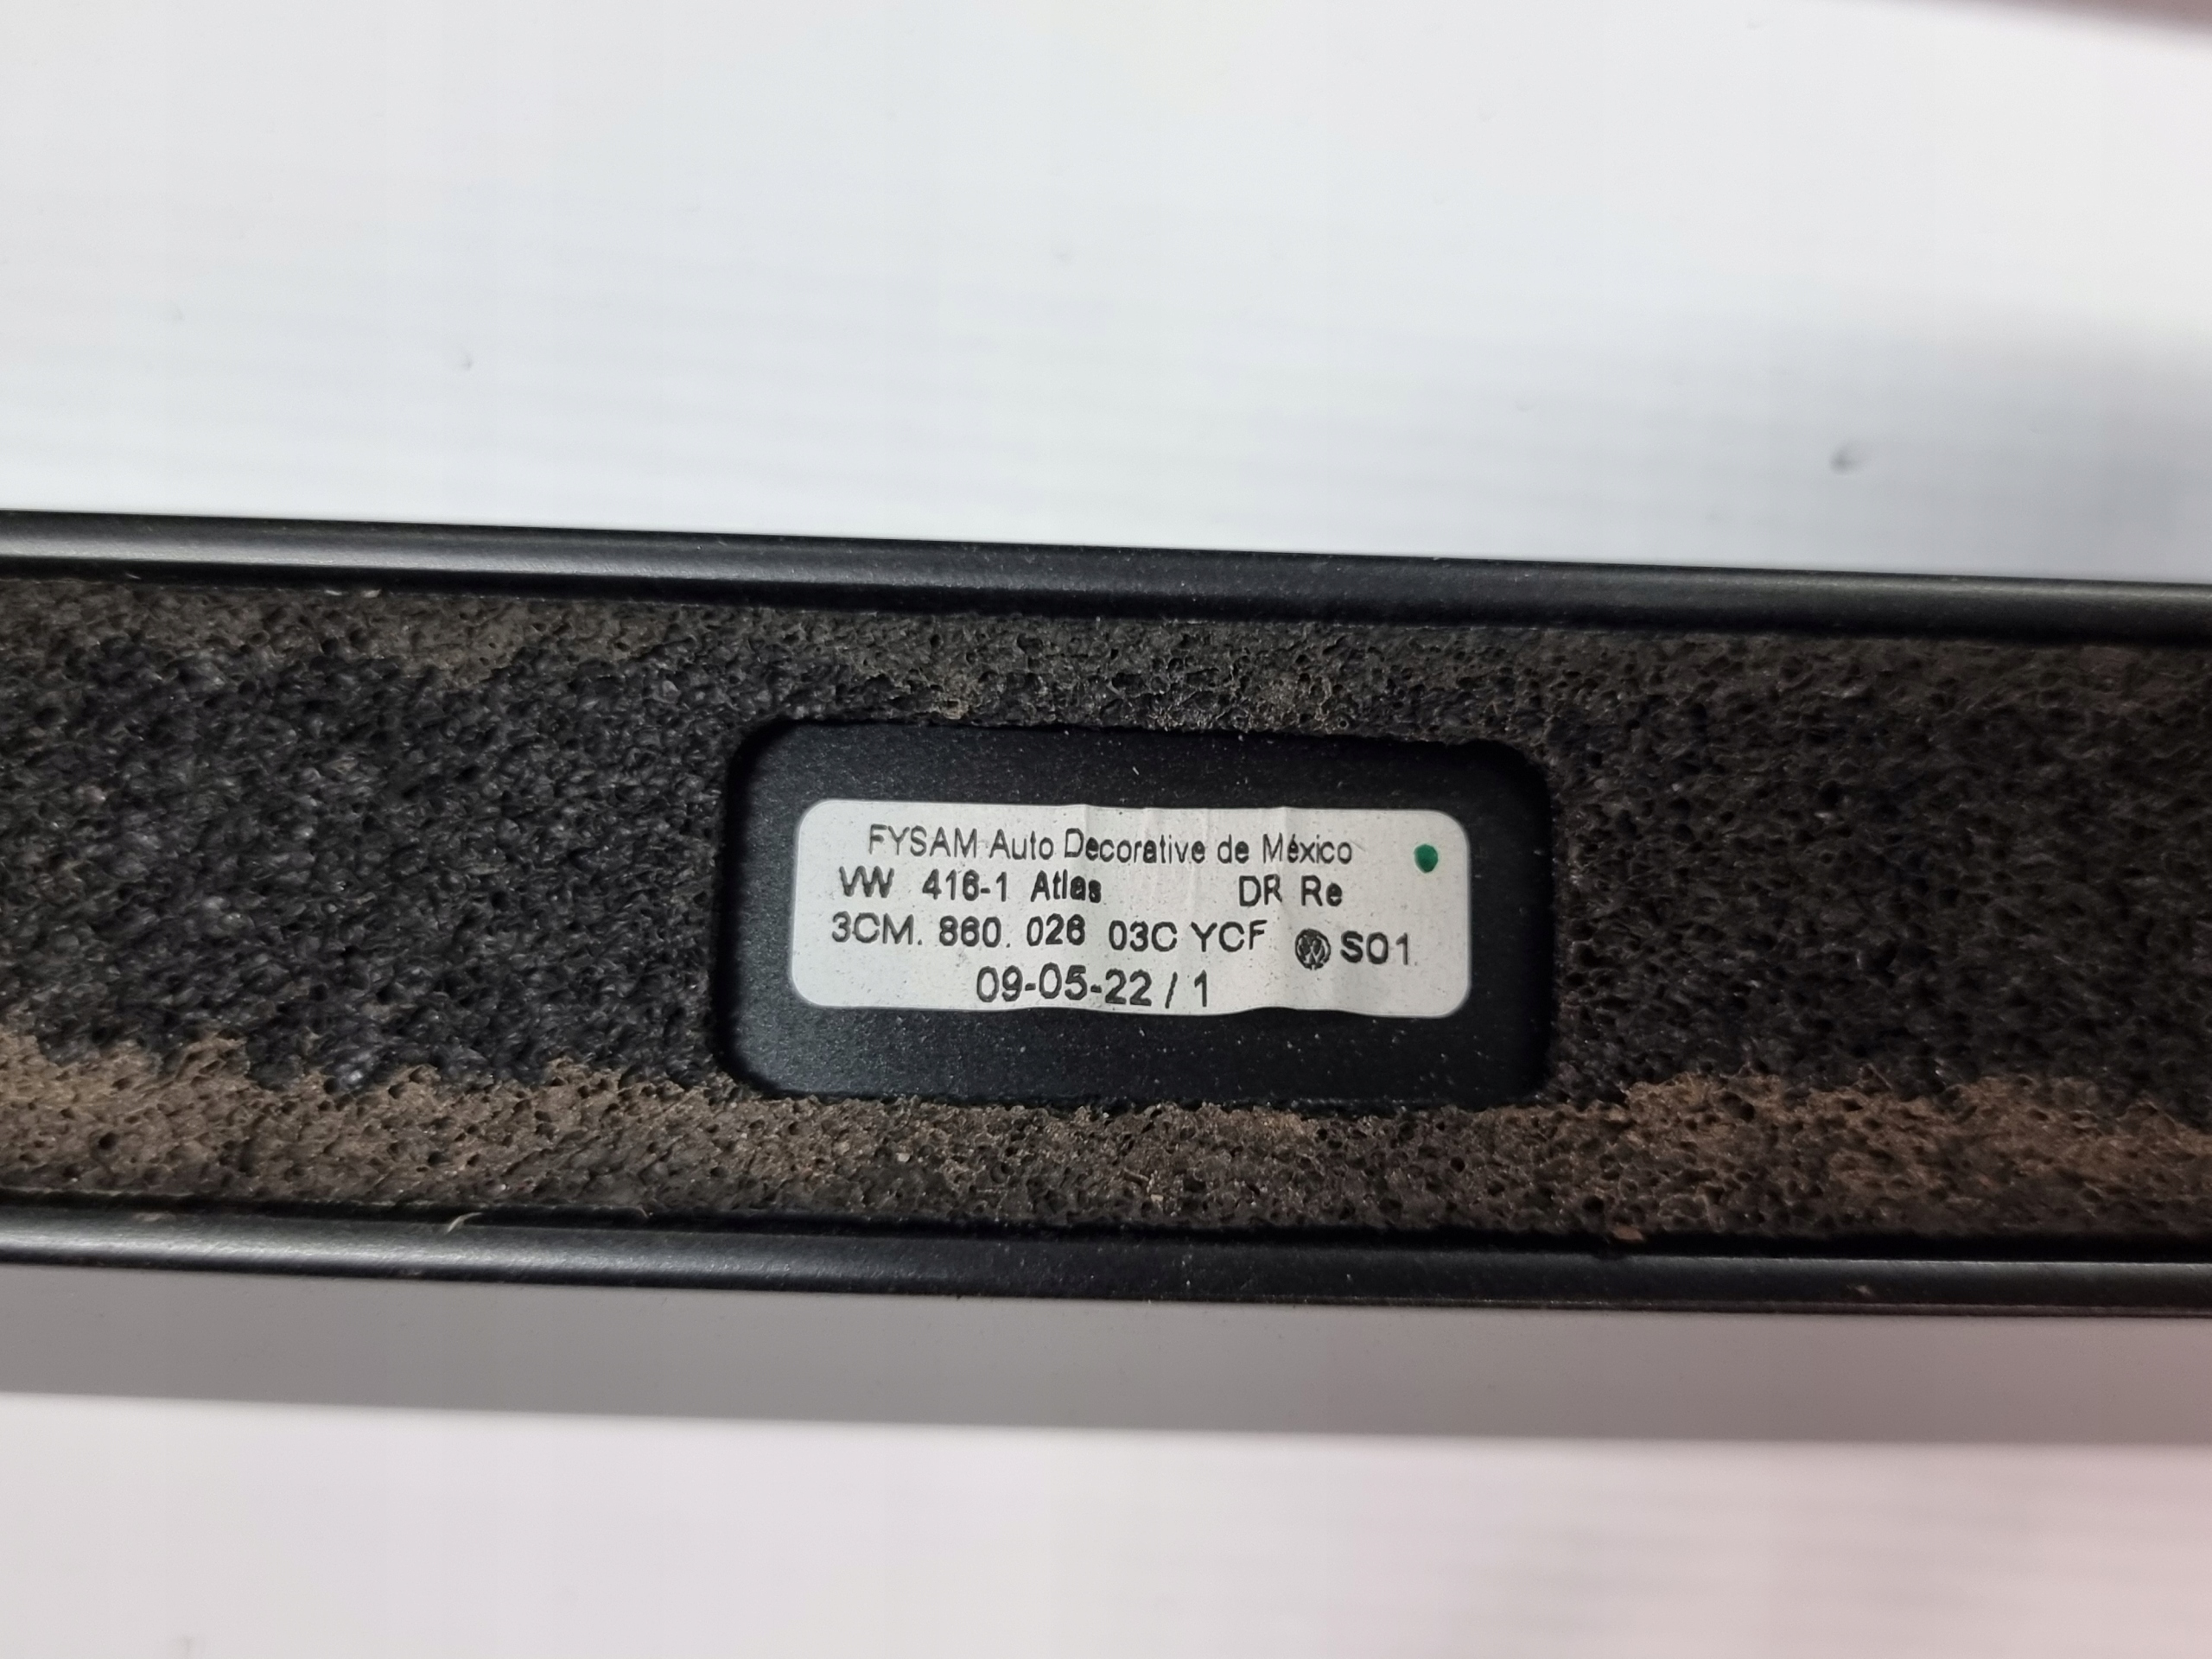 FYSAM Auto Decorative de México
VW 416-1 Atlas DR Re
3CM. 860. 026 03C YCF S01
09-05-22 / 1